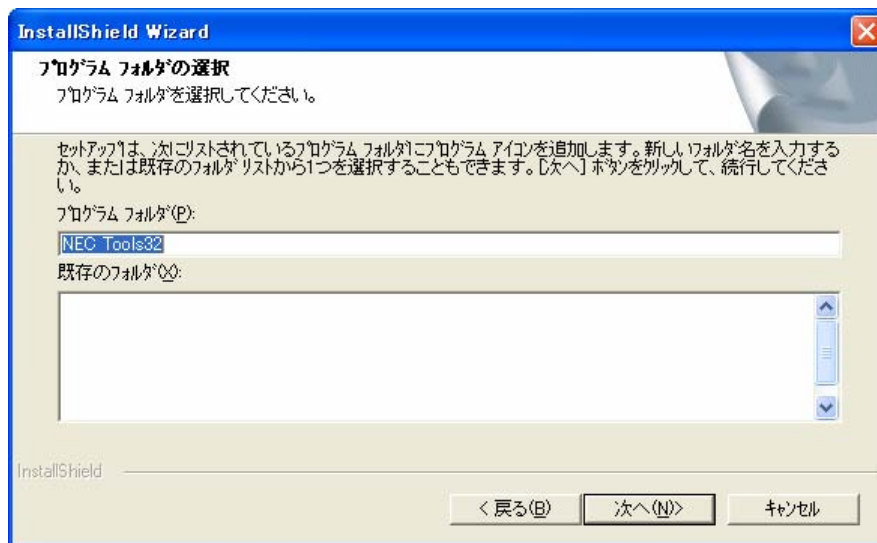 InstallShield Wizard
プログラム フォルダの選択
プログラム フォルダを選択してください。
セットアップは、次にリストされているプログラム フォルダにプログラム アイコンを追加します。新しいフォルダ名を入力する
か、または既存のフォルダ リストから1つを選択することもできます。[次へ] ボタンをクリックして、続行してくださ
い。
プログラム フォルダ(P):
NEC Tools32
既存のフォルダ(X):
InstallShield
< 戻る(B)
次へ(N)>
キャンセル